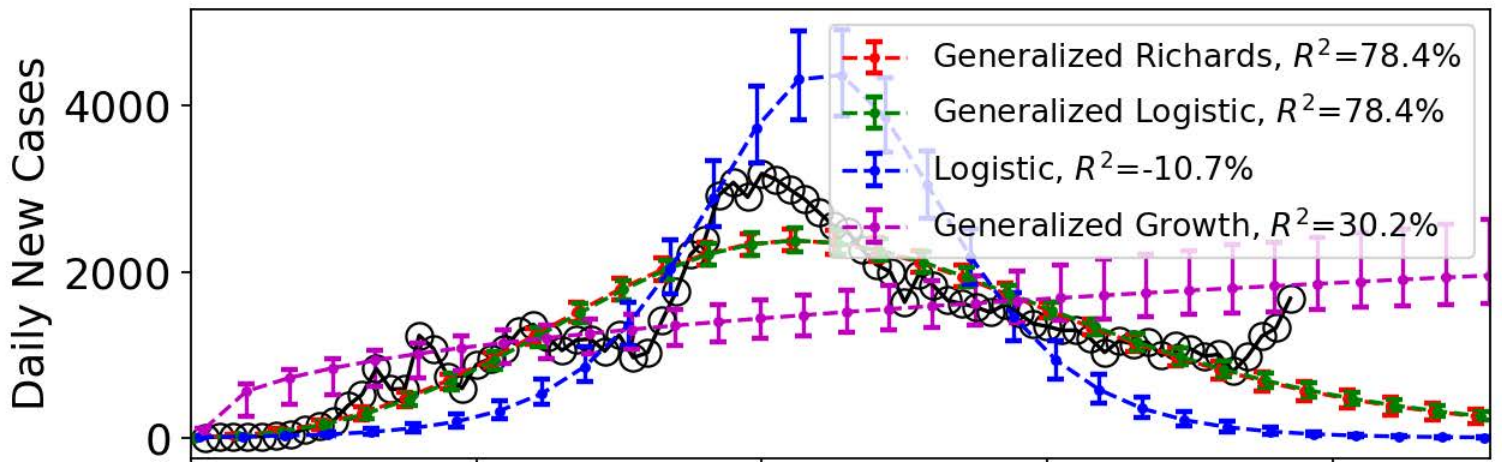 Daily New Cases
4000
2000
0
Generalized Richards, R²=78.4%
Generalized Logistic, R²=78.4%
Logistic, R²=-10.7%
Generalized Growth, R²=30.2%